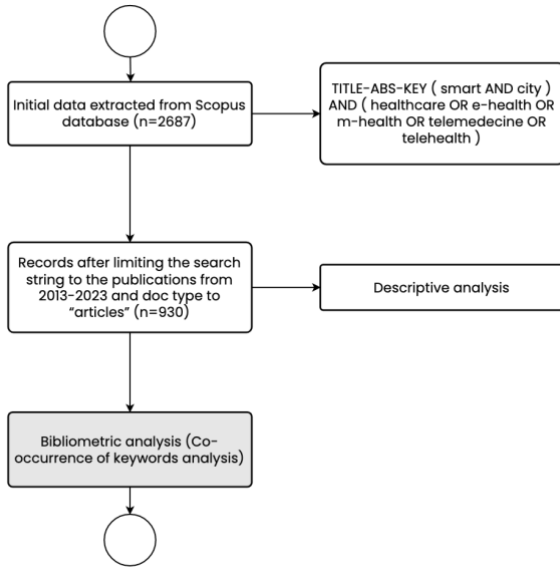 Initial data extracted from Scopus
database (n=2687)
TITLE-ABS-KEY ( smart AND city )
AND ( healthcare OR e-health OR
m-health OR telemedecine OR
telehealth )
Records after limiting the search
string to the publications from
2013-2023 and doc type to
“articles” (n=930)
Descriptive analysis
Bibliometric analysis (Co-
occurrence of keywords analysis)